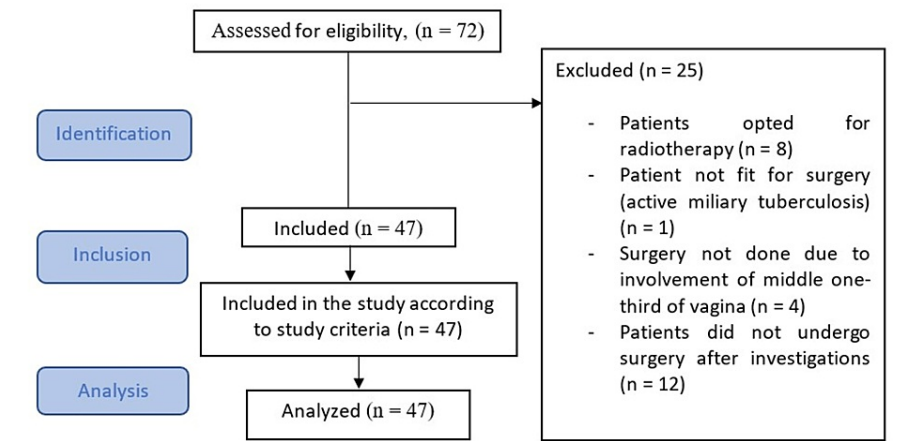 Assessed for eligibility, (n = 72)
Excluded (n = 25)
- Patients opted for
radiotherapy (n = 8)
- Patient not fit for surgery
(active miliary tuberculosis)
(n = 1)
- Surgery not done due to
involvement of middle one-
third of vagina (n = 4)
- Patients did not undergo
surgery after investigations
(n = 12)
Identification
Included (n = 47)
Inclusion
Included in the study according
to study criteria (n = 47)
Analysis
Analyzed (n = 47)